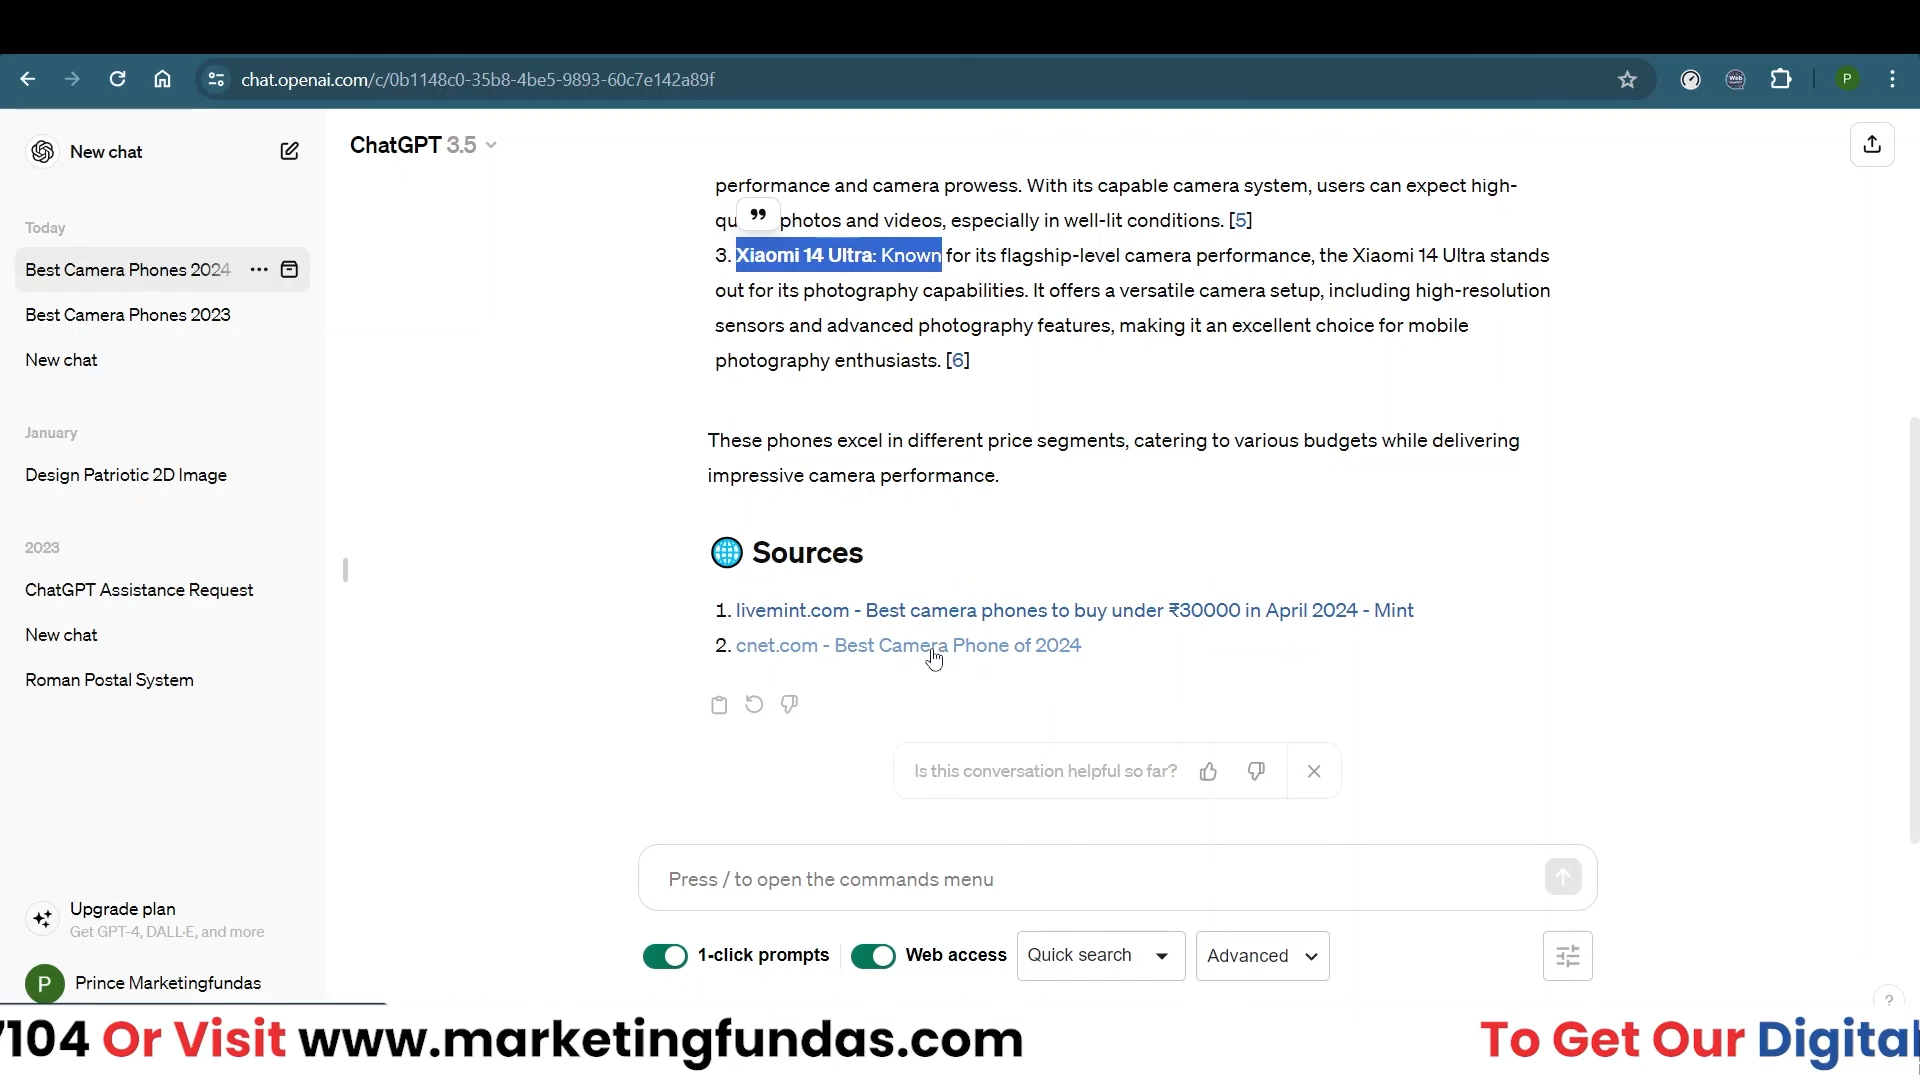 chat.openai.com/c/0b1148c0-35b8-4be5-9893-60c7e142a89f
P
New chat
ChatGPT 3.5
Today
Best Camera Phones 2024
Best Camera Phones 2023
New chat
January
Design Patriotic 2D Image
2023
ChatGPT Assistance Request
New chat
Roman Postal System
Upgrade plan
Get GPT-4, DALL·E, and more
P
Prince Marketingfundas
performance and camera prowess. With its capable camera system, users can expect high-
qu photos and videos, especially in well-lit conditions. [5]
3. Xiaomi 14 Ultra: Known for its flagship-level camera performance, the Xiaomi 14 Ultra stands
out for its photography capabilities. It offers a versatile camera setup, including high-resolution
sensors and advanced photography features, making it an excellent choice for mobile
photography enthusiasts. [6]
These phones excel in different price segments, catering to various budgets while delivering
impressive camera performance.
Sources
1. livemint.com - Best camera phones to buy under ₹30000 in April 2024 - Mint
2. cnet.com - Best Camera Phone of 2024
Is this conversation helpful so far?
Press / to open the commands menu
1-click prompts
Web access
Quick search
Advanced
?
7104 Or Visit www.marketingfundas.com
To Get Our Digital